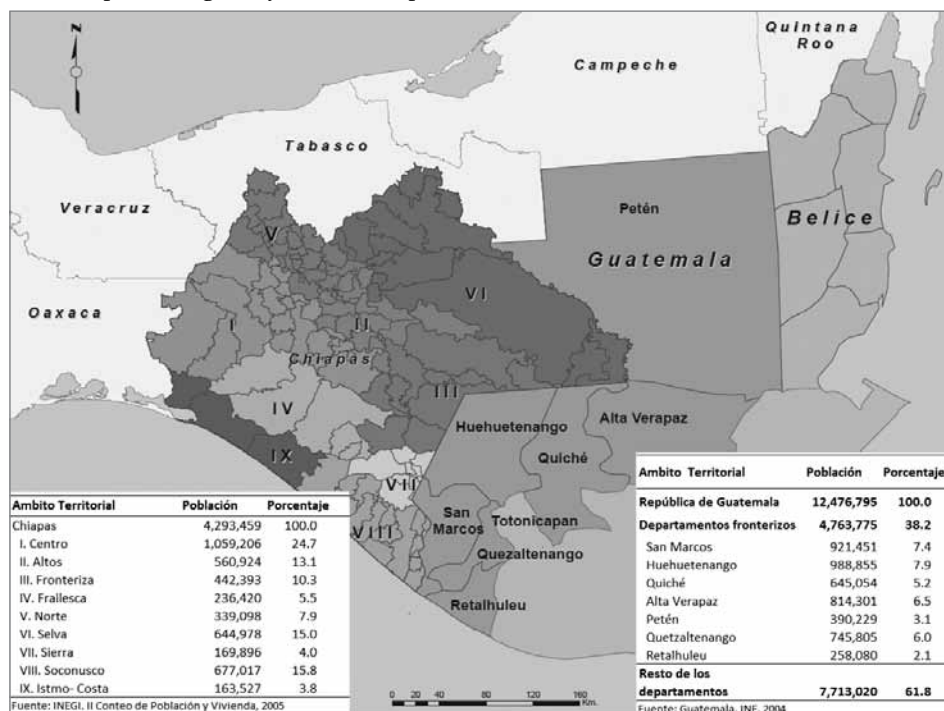 N
Quintana
Roo
Campeche
Tabasco
Veracruz
Petén
Belice
Guatemala
V
VI
Oaxaca
I
II
Chiapas
III
IV
Huehuetenango
Alta Verapaz
Quiché
IX
VII
San
Marcos
Totonicapan
VIII
Quezaltenango
Retalhuleu
Ambito Territorial Población Porcentaje
Chiapas 4,293,459 100.0
I. Centro 1,059,206 24.7
II. Altos 560,924 13.1
III. Fronteriza 442,393 10.3
IV. Frailesca 236,420 5.5
V. Norte 339,098 7.9
VI. Selva 644,978 15.0
VII. Sierra 169,896 4.0
VIII. Soconusco 677,017 15.8
IX. Istmo- Costa 163,527 3.8
Fuente: INEGI. II Conteo de Población y Vivienda, 2005
0 20 40 80 120 160
Km.
Ambito Territorial Población Porcentaje
República de Guatemala 12,476,795 100.0
Departamentos fronterizos 4,763,775 38.2
San Marcos 921,451 7.4
Huehuetenango 988,855 7.9
Quiché 645,054 5.2
Alta Verapaz 814,301 6.5
Petén 390,229 3.1
Quetzaltenango 745,805 6.0
Retalhuleu 258,080 2.1
Resto de los
departamentos 7,713,020 61.8
Fuente: Guatemala, INE, 2004